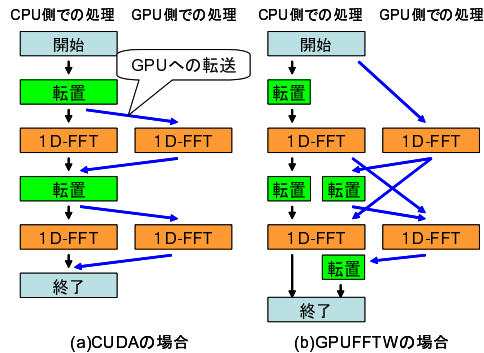 CPU側での処理 GPU側での処理
開始
GPUへの転送
転置
1D-FFT 1D-FFT
転置
1D-FFT 1D-FFT
終了
(a)CUDAの場合
CPU側での処理 GPU側での処理
開始
転置
1D-FFT 1D-FFT
転置 転置
1D-FFT 1D-FFT
転置
終了
(b)GPUFFTWの場合